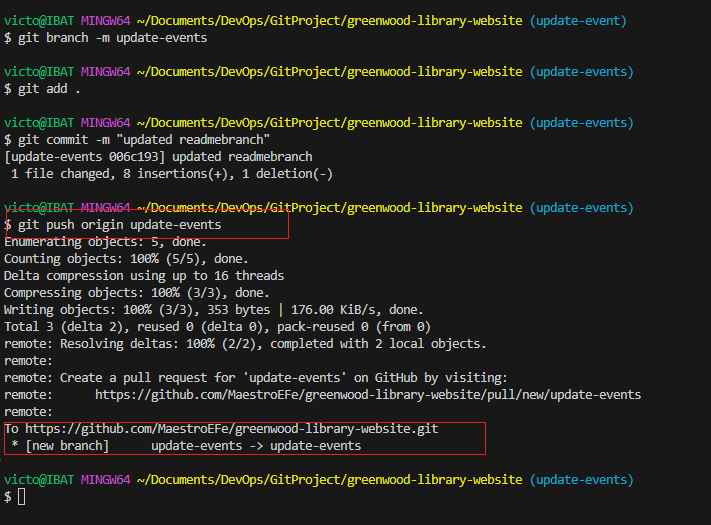 victo@IBAT MINGW64 ~/Documents/DevOps/GitProject/greenwood-library-website (update-event)
$ git branch -m update-events
victo@IBAT MINGW64 ~/Documents/DevOps/GitProject/greenwood-library-website (update-events)
$ git add .
victo@IBAT MINGW64 ~/Documents/DevOps/GitProject/greenwood-library-website (update-events)
$ git commit -m "updated readmebranch"
[update-events 006c193] updated readmebranch
 1 file changed, 8 insertions(+), 1 deletion(-)
victo@IBAT MINGW64 ~/Documents/DevOps/GitProject/greenwood-library-website (update-events)
$ git push origin update-events
Enumerating objects: 5, done.
Counting objects: 100% (5/5), done.
Delta compression using up to 16 threads
Compressing objects: 100% (3/3), done.
Writing objects: 100% (3/3), 353 bytes | 176.00 KiB/s, done.
Total 3 (delta 2), reused 0 (delta 0), pack-reused 0 (from 0)
remote: Resolving deltas: 100% (2/2), completed with 2 local objects.
remote:
remote: Create a pull request for 'update-events' on GitHub by visiting:
remote:      https://github.com/MaestroEFe/greenwood-library-website/pull/new/update-events
remote:
To https://github.com/MaestroEFe/greenwood-library-website.git
 * [new branch]      update-events -> update-events
victo@IBAT MINGW64 ~/Documents/DevOps/GitProject/greenwood-library-website (update-events)
$